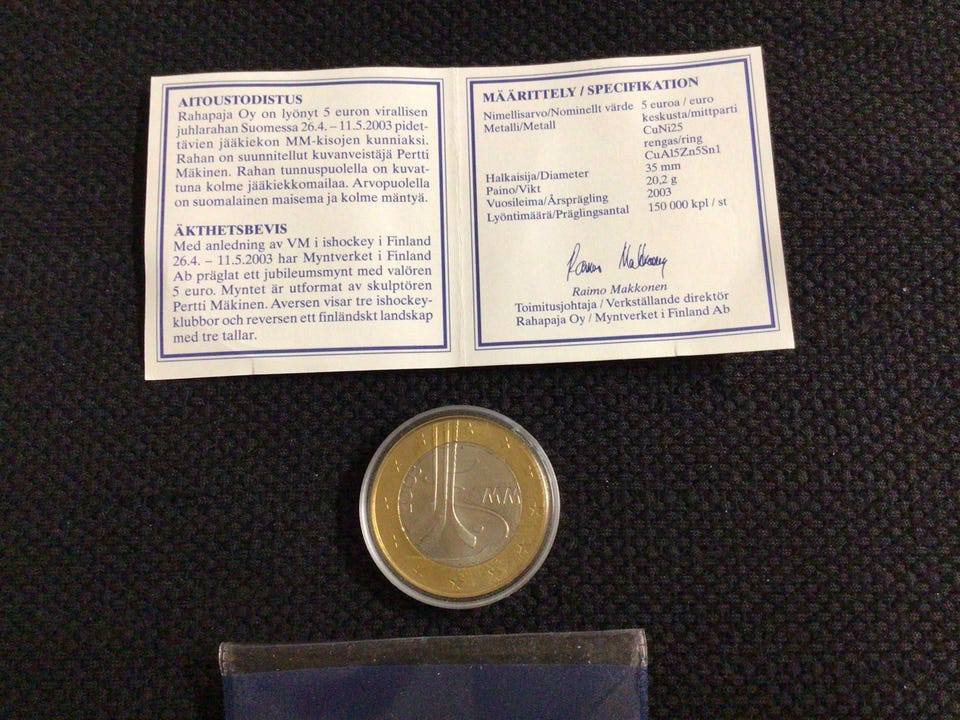 AITOUSTODISTUS
Rahapaja Oy on lyönyt 5 euron virallisen
juhlarahan Suomessa 26.4. – 11.5.2003 pidet-
tävien jääkiekon MM-kisojen kunniaksi.
Rahan on suunnitellut kuvanveistäjä Pertti
Mäkinen. Rahan tunnuspuolella on kuvat-
tuna kolme jääkiekkomailaa. Arvopuolella
on suomalainen maisema ja kolme mäntyä.
ÄKTHETSBEVIS
Med anledning av VM i ishockey i Finland
26.4. – 11.5.2003 har Myntverket i Finland
Ab präglat ett jubileumsmynt med valören
5 euro. Myntet är utformat av skulptören
Pertti Mäkinen. Aversen visar tre ishockey-
klubbor och reversen ett finländskt landskap
med tre tallar.
MÄÄRITTELY / SPECIFIKATION
Nimellisarvo/Nominellt värde 5 euroa / euro
Metalli/Metall keskusta/mittparti
CuNi25
rengas/ring
CuAl5Zn5Sn1
Halkaisija/Diameter 35 mm
Paino/Vikt 20,2 g
Vuosileima/Årsprägling 2003
Lyöntimäärä/Präglingsantal 150 000 kpl / st
Raimo Makkonen
Raimo Makkonen
Toimitusjohtaja / Verkställande direktör
Rahapaja Oy / Myntverket i Finland Ab
2003
MM